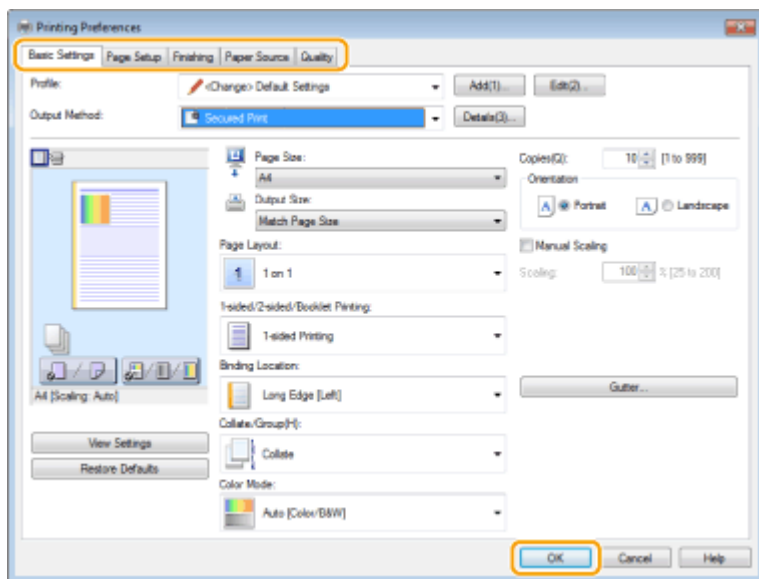 Printing Preferences
Basic Settings Page Setup Finishing Paper Source Quality
Profile: <Change> Default Settings Add(1)... Edit(2)...
Output Method: Secured Print Details(3)...
Page Size: Copies(Q): 10 [1 to 999]
A4 Orientation
Output Size: A Portrait A Landscape
Match Page Size
Page Layout: Manual Scaling
1 1 on 1 Scaling: 100 % [25 to 200]
1-sided/2-sided/Booklet Printing:
1-sided Printing
Binding Location:
A4 [Scaling: Auto] Long Edge [Left] Gutter...
Collate/Group(H):
View Settings Collate
Restore Defaults
Color Mode:
Auto [Color/B&W]
OK Cancel Help